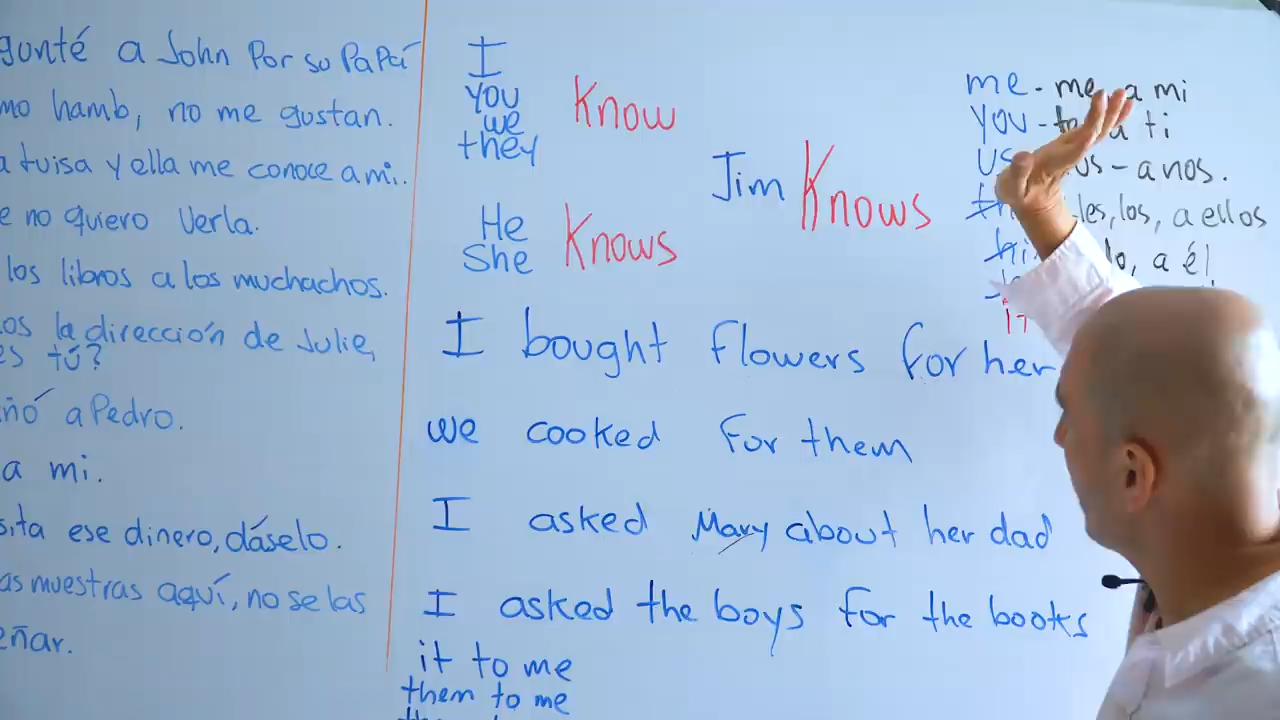 gunté a John Por su PaPá
mo hamb, no me gustan.
a Luisa y ella me conoce a mi.
e no quiero Verla.
los libros a los muchachos.
os la dirección de Julie,
es tú?
ñó a Pedro.
a mi.
sita ese dinero, dáselo.
as muestras aquí, no se las
eñar.
I
you
we
they
Know
He
She
Knows
Jim Knows
me - me, a mi
you - a ti
us - a nos.
les, los, a ellos
lo, a él
it
I bought flowers for her
we cooked for them
I asked Mary about her dad
I asked the boys for the books
it to me
them to me